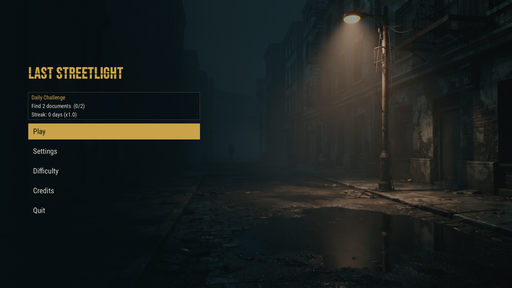 LAST STREETLIGHT
Daily Challenge
Find 2 documents (0/2)
Streak: 0 days (x1.0)
Play
Settings
Difficulty
Credits
Quit